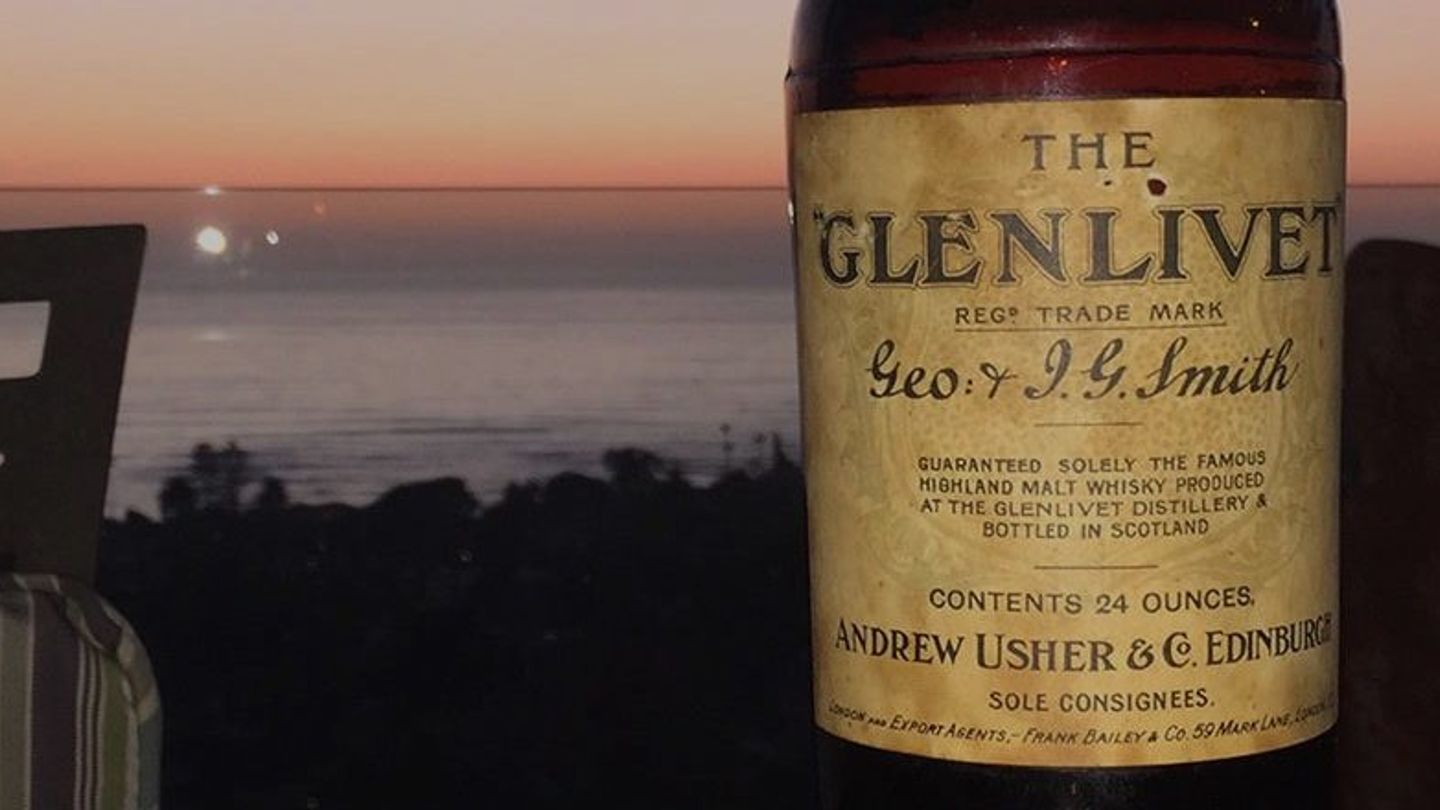 THE
"GLENLIVET
REGD TRADE MARK
Geo: & J. G. Smith
GUARANTEED SOLELY THE FAMOUS
HIGHLAND MALT WHISKY PRODUCED
AT THE GLENLIVET DISTILLERY &
BOTTLED IN SCOTLAND
CONTENTS 24 OUNCES.
ANDREW USHER & CO. EDINBURGH
SOLE CONSIGNEES.
LONDON AND EXPORT AGENTS,- FRANK BAILEY & CO. 59 MARK LANE, LONDON